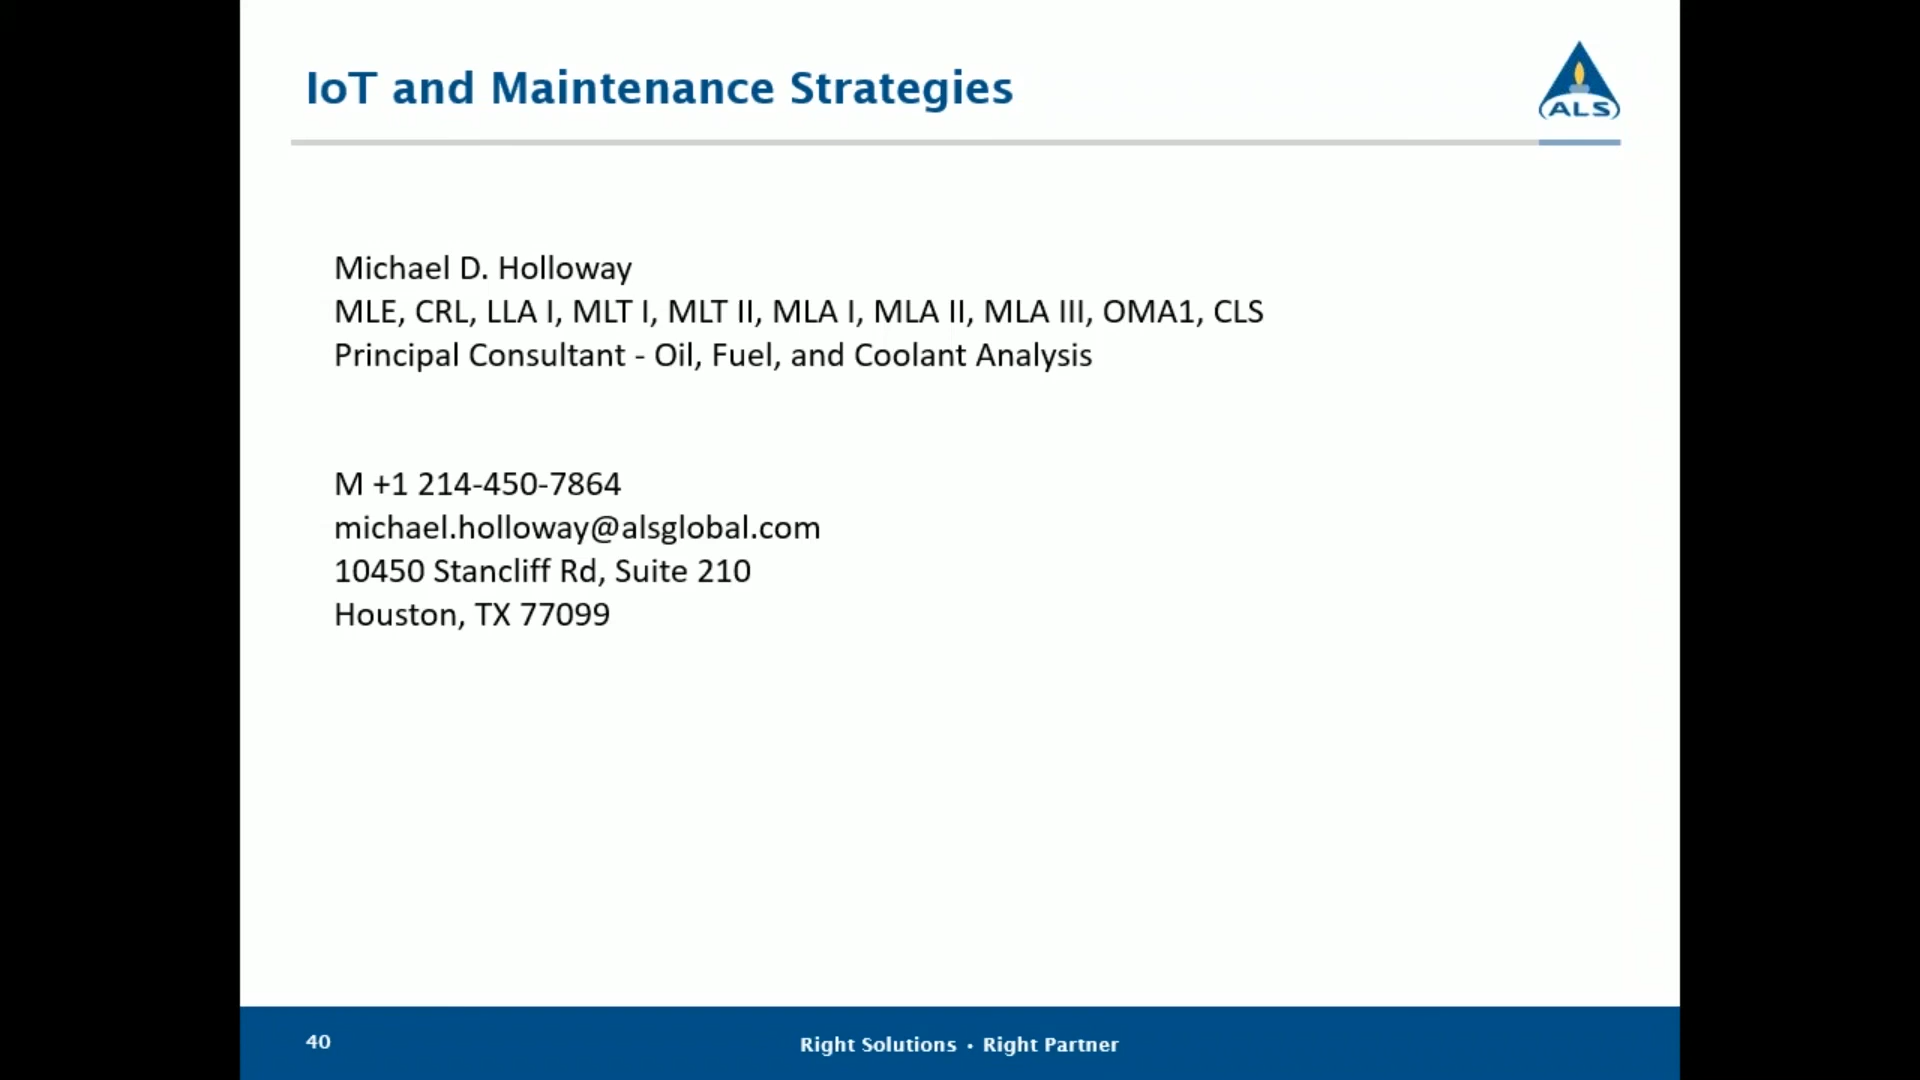 IoT and Maintenance Strategies
ALS
Michael D. Holloway
MLE, CRL, LLA I, MLT I, MLT II, MLA I, MLA II, MLA III, OMA1, CLS
Principal Consultant - Oil, Fuel, and Coolant Analysis
M +1 214-450-7864
michael.holloway@alsglobal.com
10450 Stancliff Rd, Suite 210
Houston, TX 77099
40
Right Solutions • Right Partner